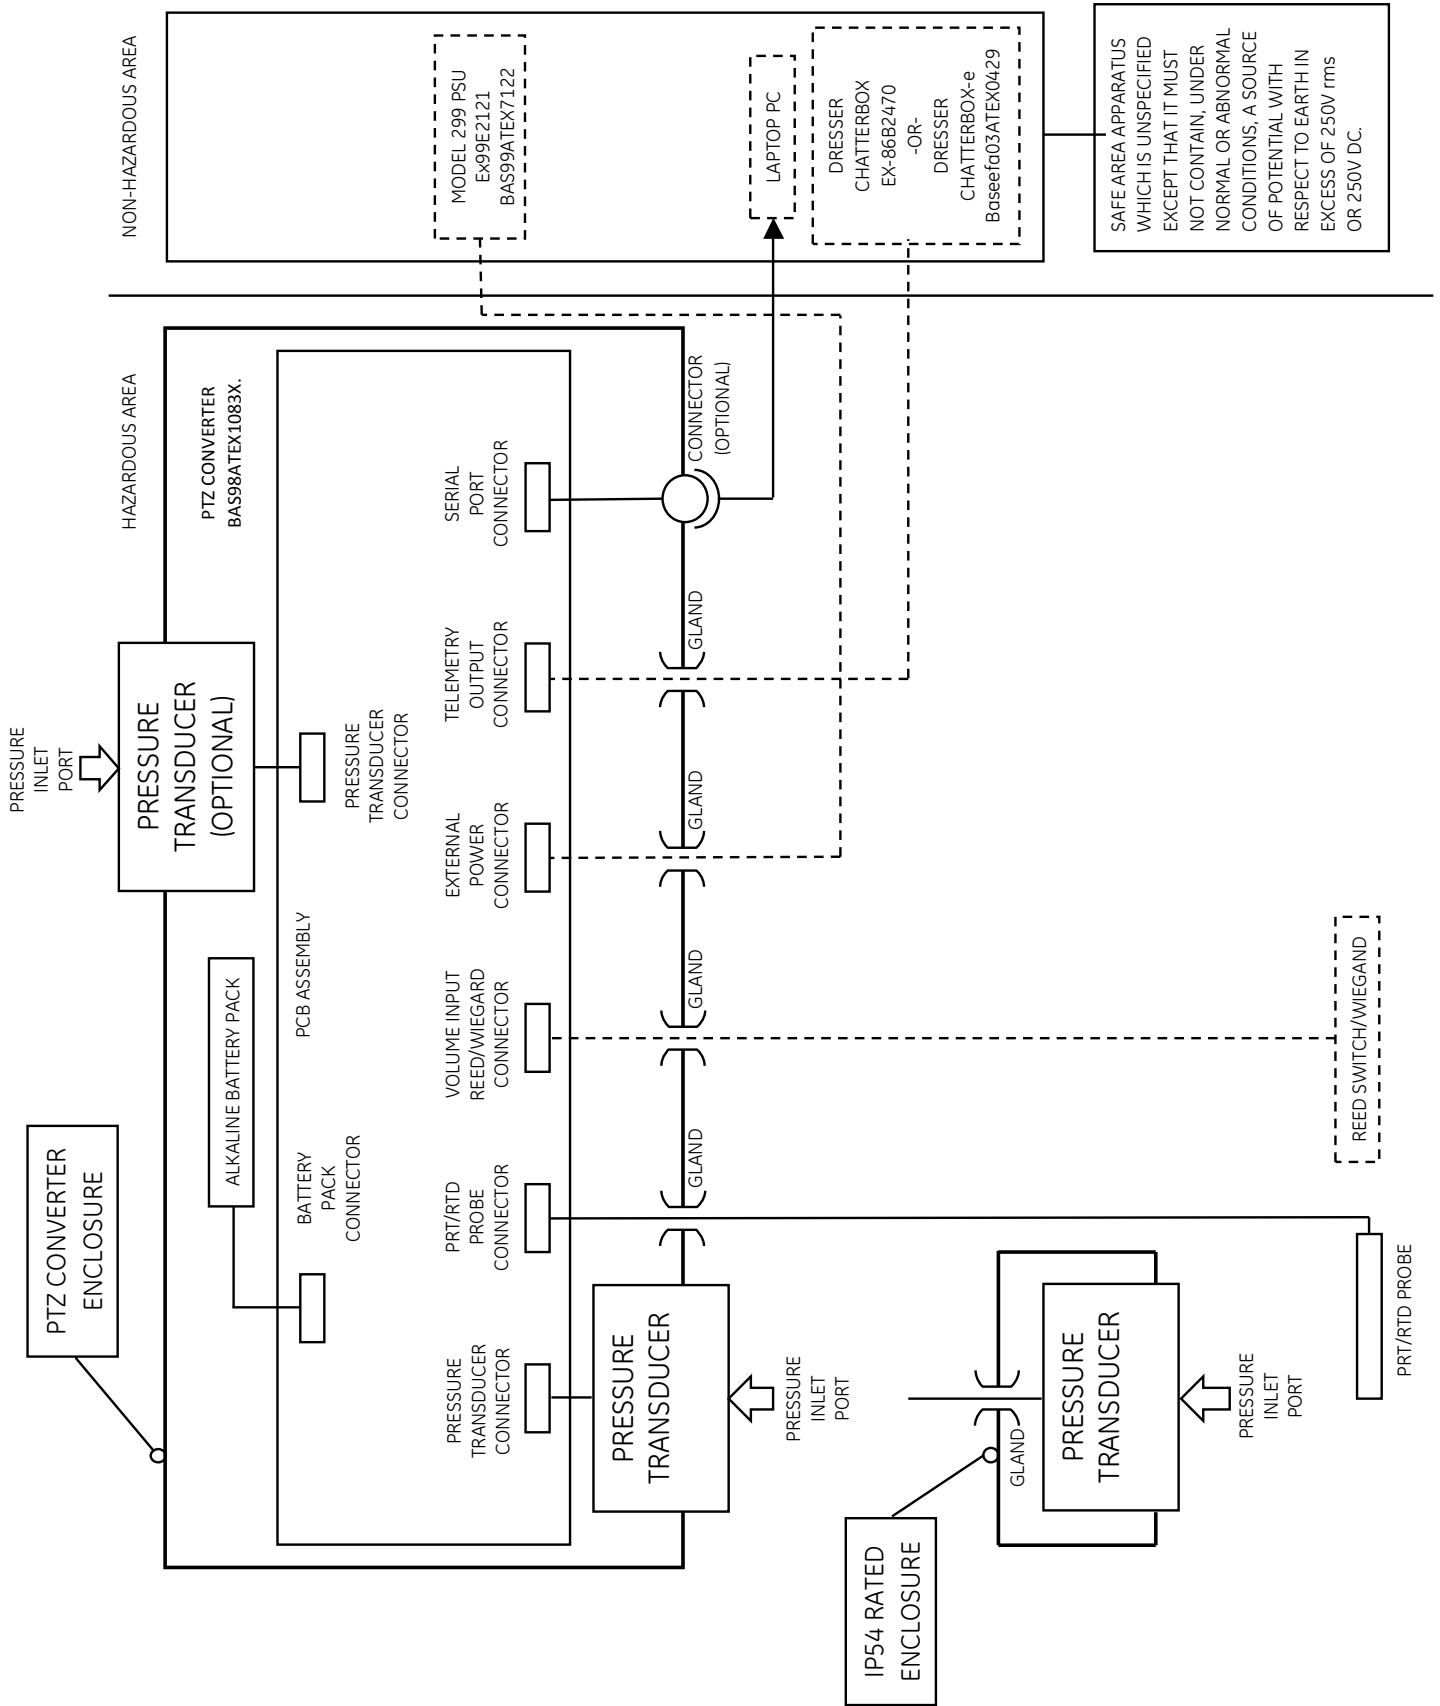 NON-HAZARDOUS AREA
MODEL 299 PSU
Ex99E2121
BAS99ATEX7122
LAPTOP PC
DRESSER
CHATTERBOX
EX-86B2470
-OR-
DRESSER
CHATTERBOX-e
Baseefa03ATEX0429
SAFE AREA APPARATUS
WHICH IS UNSPECIFIED
EXCEPT THAT IT MUST
NOT CONTAIN, UNDER
NORMAL OR ABNORMAL
CONDITIONS, A SOURCE
OF POTENTIAL WITH
RESPECT TO EARTH IN
EXCESS OF 250V rms
OR 250V DC.
HAZARDOUS AREA
PTZ CONVERTER
BAS98ATEX1083X.
PRESSURE
INLET
PORT
PRESSURE
TRANSDUCER
(OPTIONAL)
PRESSURE
TRANSDUCER
CONNECTOR
PTZ CONVERTER
ENCLOSURE
ALKALINE BATTERY PACK
PCB ASSEMBLY
BATTERY
PACK
CONNECTOR
PRESSURE
TRANSDUCER
CONNECTOR
PRT/RTD
PROBE
CONNECTOR
VOLUME INPUT
REED/WIEGARD
CONNECTOR
EXTERNAL
POWER
CONNECTOR
TELEMETRY
OUTPUT
CONNECTOR
SERIAL
PORT
CONNECTOR
PRESSURE
TRANSDUCER
GLAND
GLAND
GLAND
GLAND
CONNECTOR
(OPTIONAL)
PRESSURE
INLET
PORT
IP54 RATED
ENCLOSURE
GLAND
PRESSURE
TRANSDUCER
PRESSURE
INLET
PORT
PRT/RTD PROBE
REED SWITCH/WIEGAND